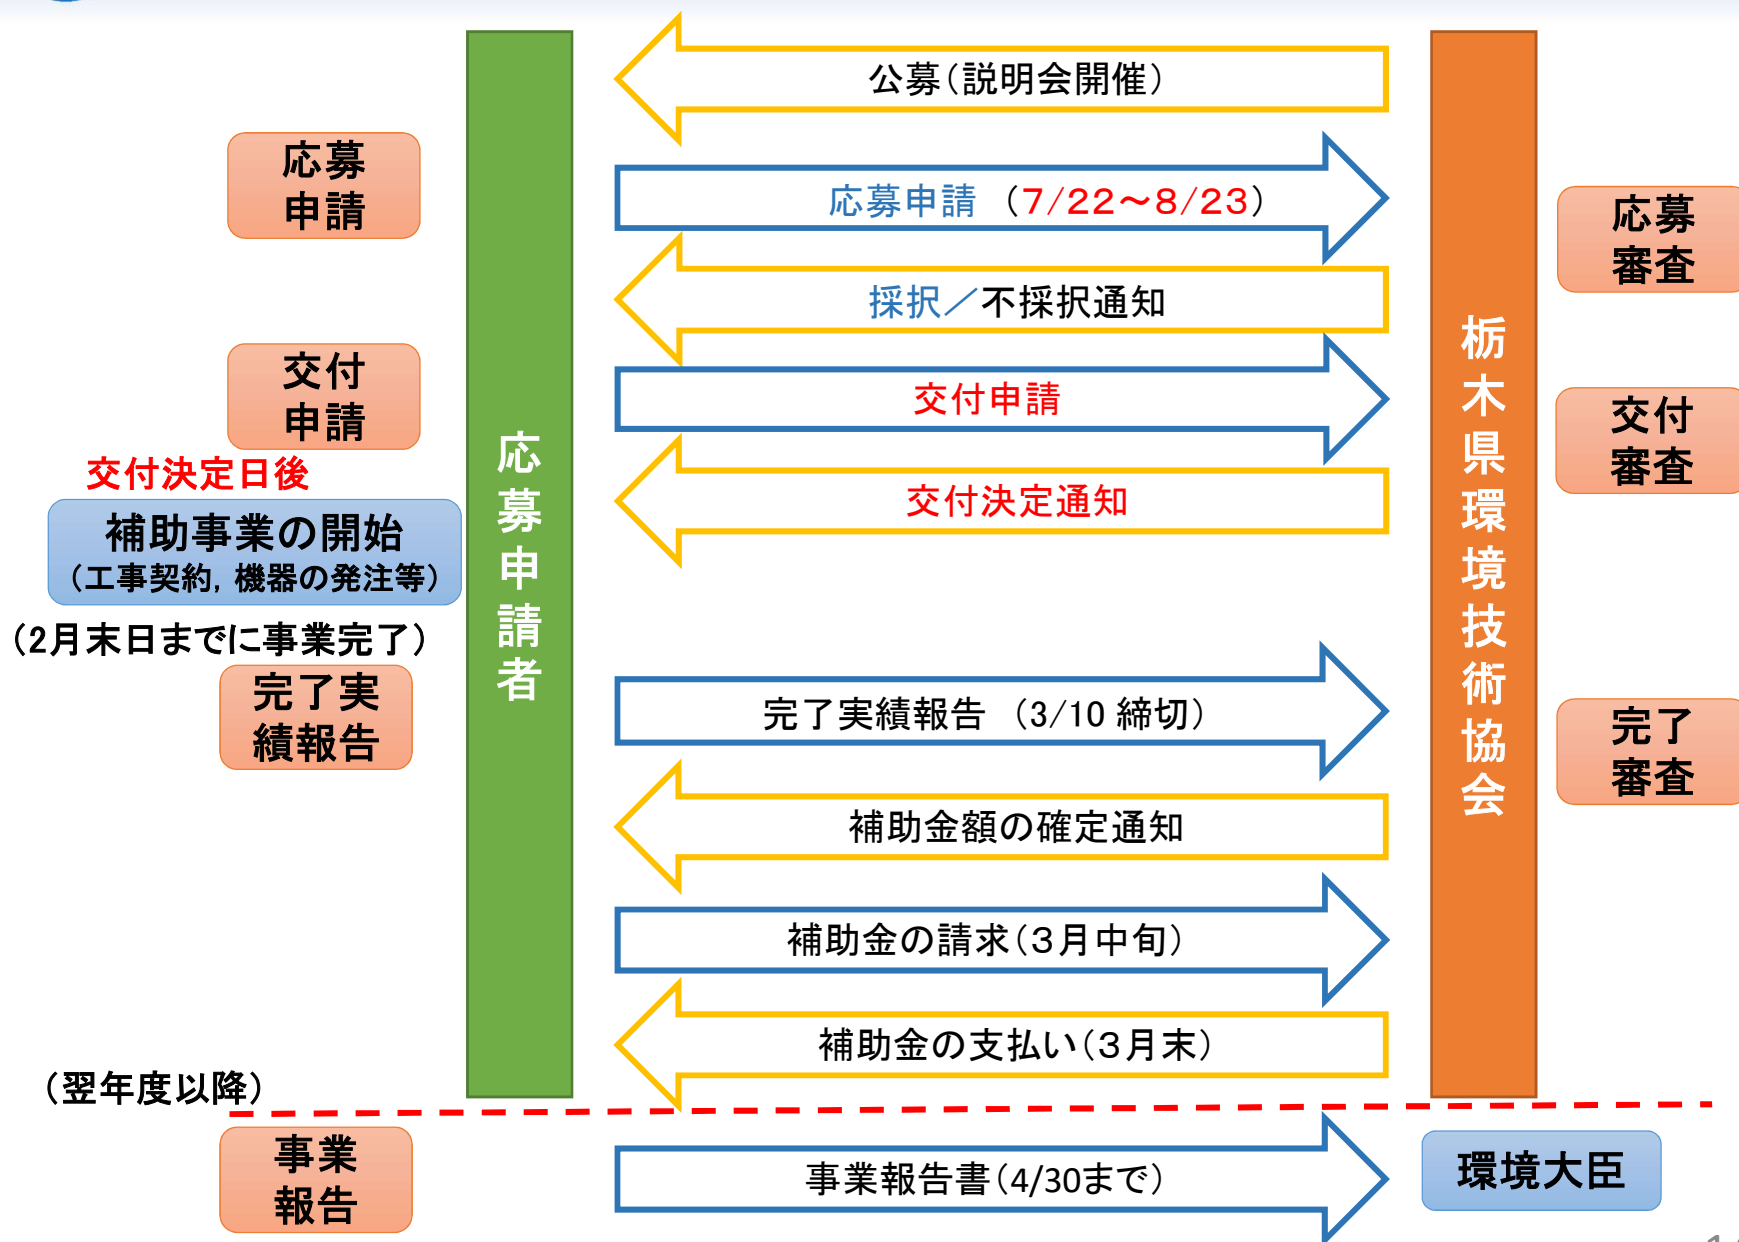 公募（説明会開催）
応募
申請
応募申請 （7/22～8/23）
応募
審査
採択／不採択通知
交付
申請
交付申請
交付
審査
交付決定日後
交付決定通知
補助事業の開始
（工事契約, 機器の発注等）
（2月末日までに事業完了）
応募申請者
栃木県環境技術協会
完了実
績報告
完了実績報告 （3/10 締切）
完了
審査
補助金額の確定通知
補助金の請求（３月中旬）
補助金の支払い（３月末）
（翌年度以降）
事業
報告
事業報告書（4/30まで）
環境大臣